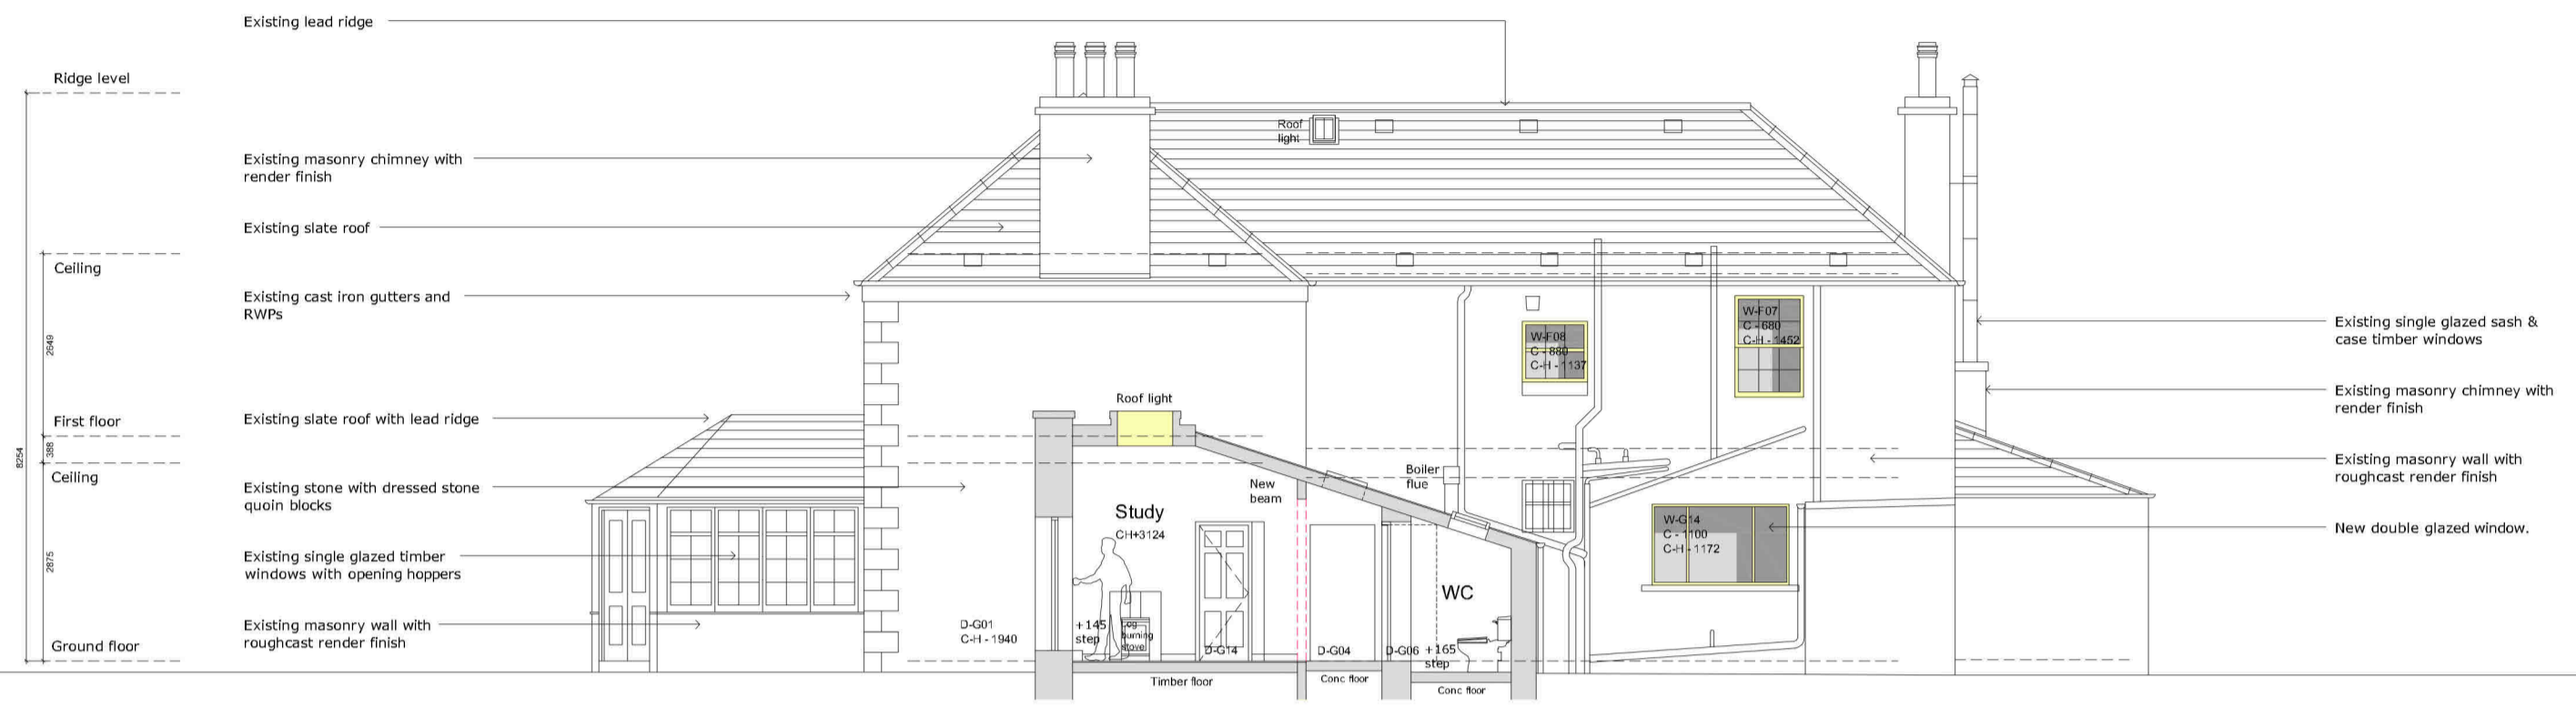 Existing lead ridge
Ridge level
Existing masonry chimney with
render finish
Existing slate roof
Ceiling
Existing cast iron gutters and
RWPs
2649
Existing slate roof with lead ridge
First floor
388
8254
Ceiling
Existing stone with dressed stone
quoin blocks
2875
Existing single glazed timber
windows with opening hoppers
Existing masonry wall with
roughcast render finish
Ground floor
Roof
light
Roof light
Study
CH+3124
New
beam
Boiler
flue
WC
D-G01
C-H - 1940
+145
step
Log
burning
stove
D-G14
D-G04
D-G06
+165
step
Timber floor
Conc floor
Conc floor
W-F08
C - 880
C-H - 1137
W-F07
C - 680
C-H - 1452
W-G14
C - 1100
C-H - 1172
Existing single glazed sash &
case timber windows
Existing masonry chimney with
render finish
Existing masonry wall with
roughcast render finish
New double glazed window.